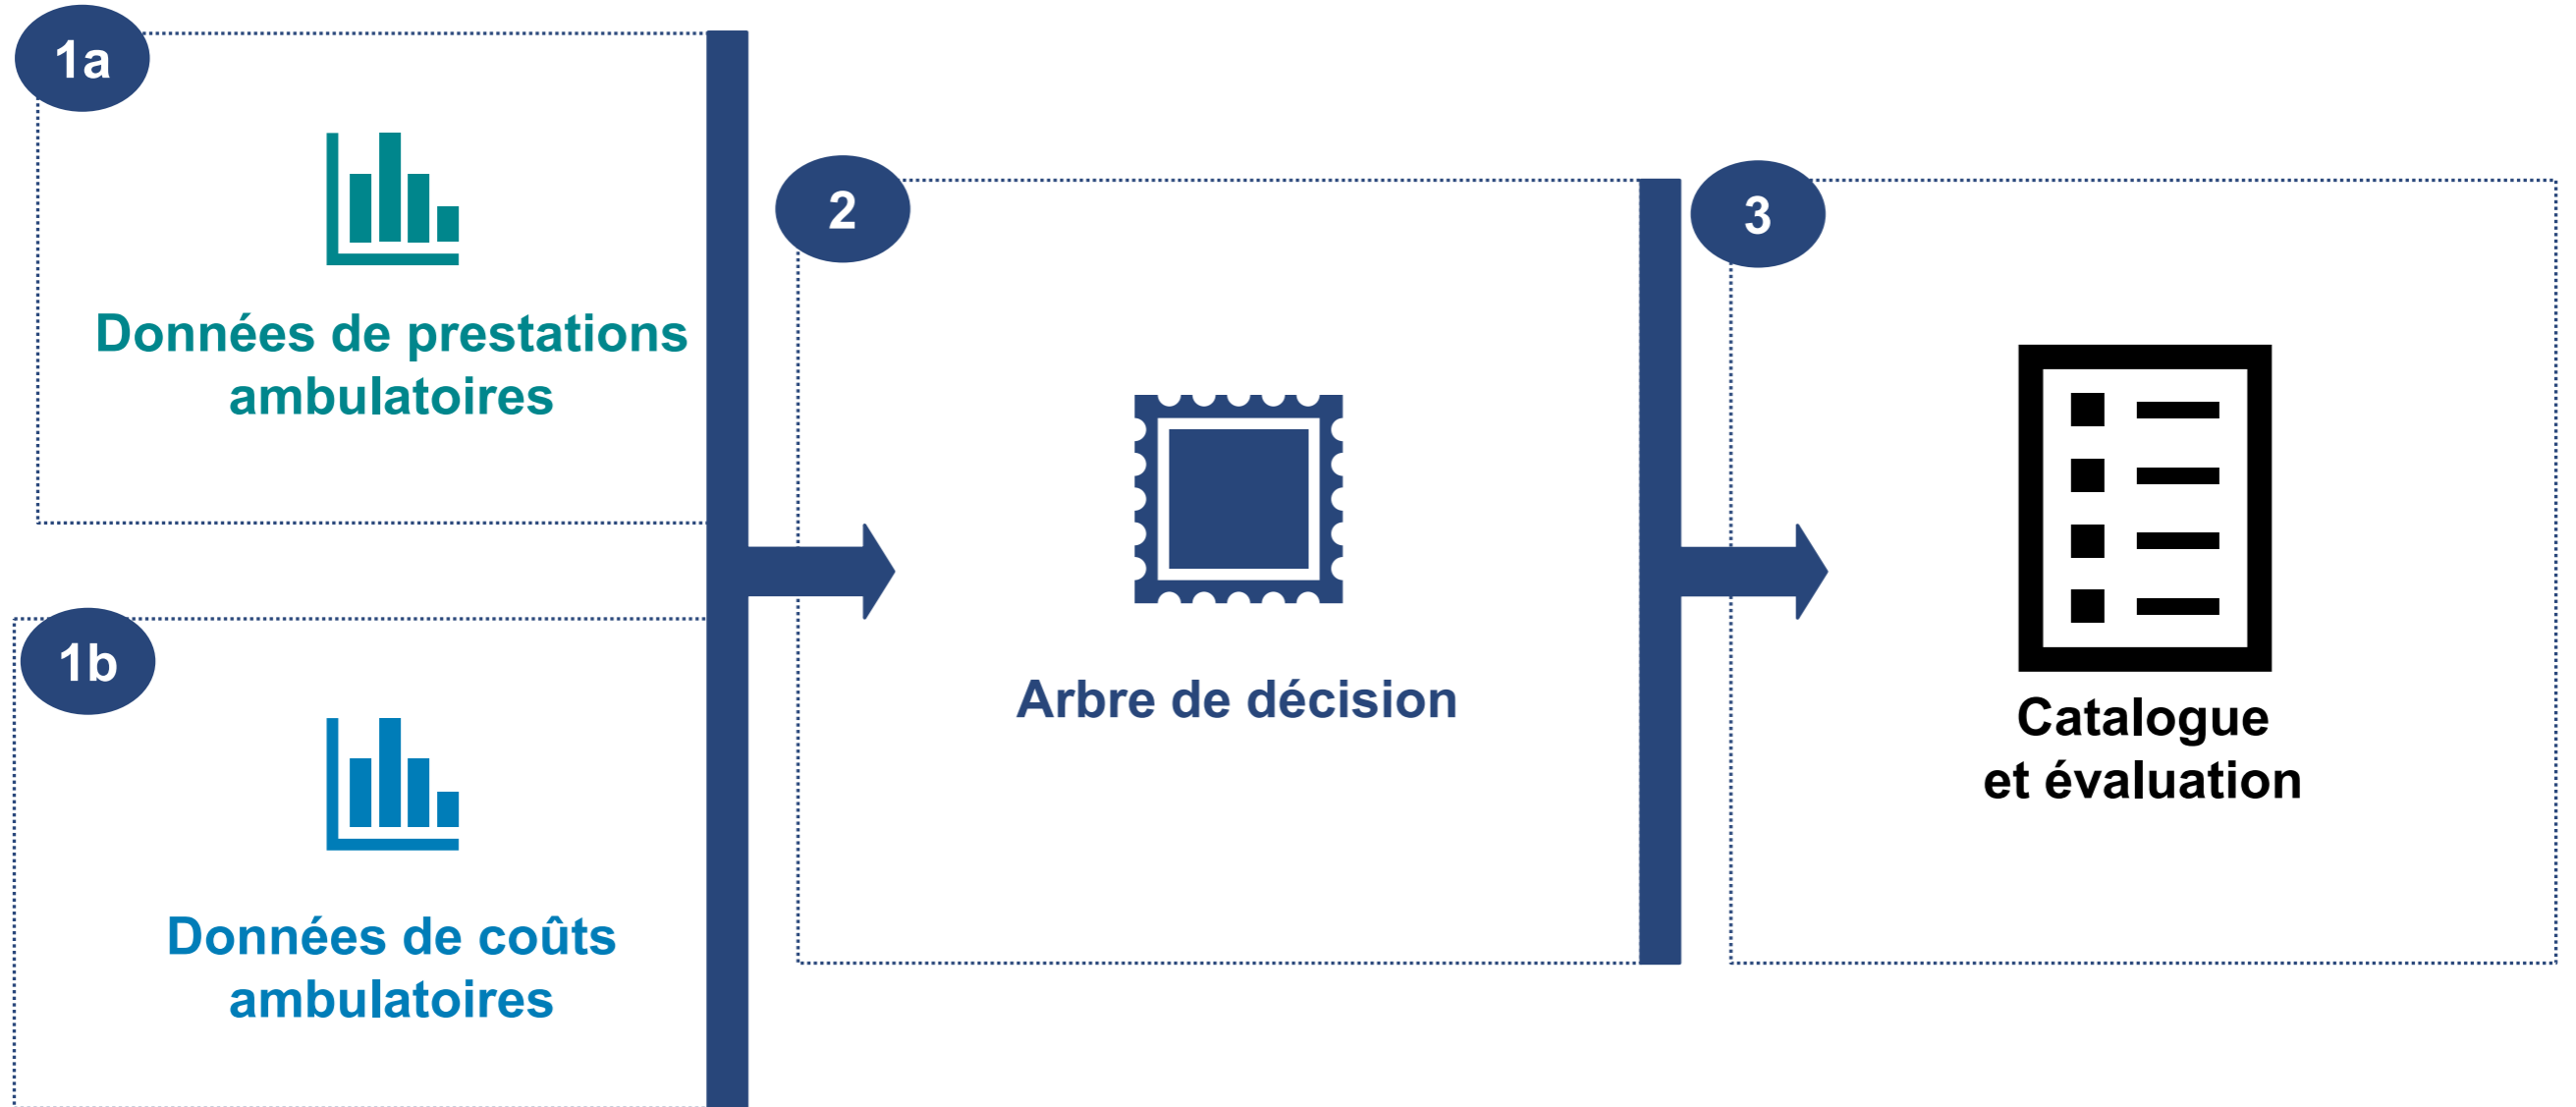 1a
Données de prestations
ambulatoires
1b
Données de coûts
ambulatoires
2
Arbre de décision
3
Catalogue
et évaluation